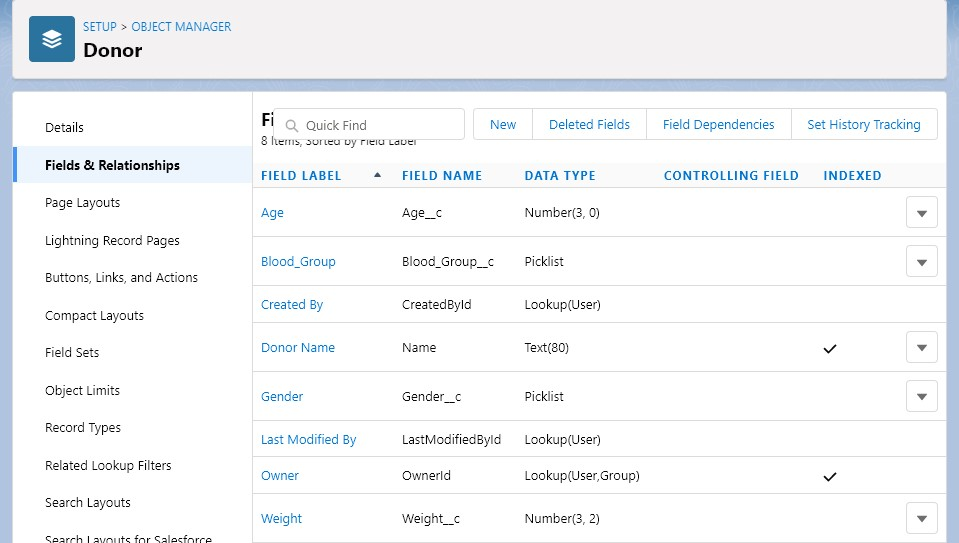 SETUP > OBJECT MANAGER
Donor
Details
Fields & Relationships
Page Layouts
Lightning Record Pages
Buttons, Links, and Actions
Compact Layouts
Field Sets
Object Limits
Record Types
Related Lookup Filters
Search Layouts
Search Layouts for Salesforce
Fi Quick Find New Deleted Fields Field Dependencies Set History Tracking
8 Items, Sorted by Field Label
FIELD LABEL FIELD NAME DATA TYPE CONTROLLING FIELD INDEXED
Age Age__c Number(3, 0)
Blood_Group Blood_Group__c Picklist
Created By CreatedById Lookup(User)
Donor Name Name Text(80)
Gender Gender__c Picklist
Last Modified By LastModifiedById Lookup(User)
Owner OwnerId Lookup(User,Group)
Weight Weight__c Number(3, 2)